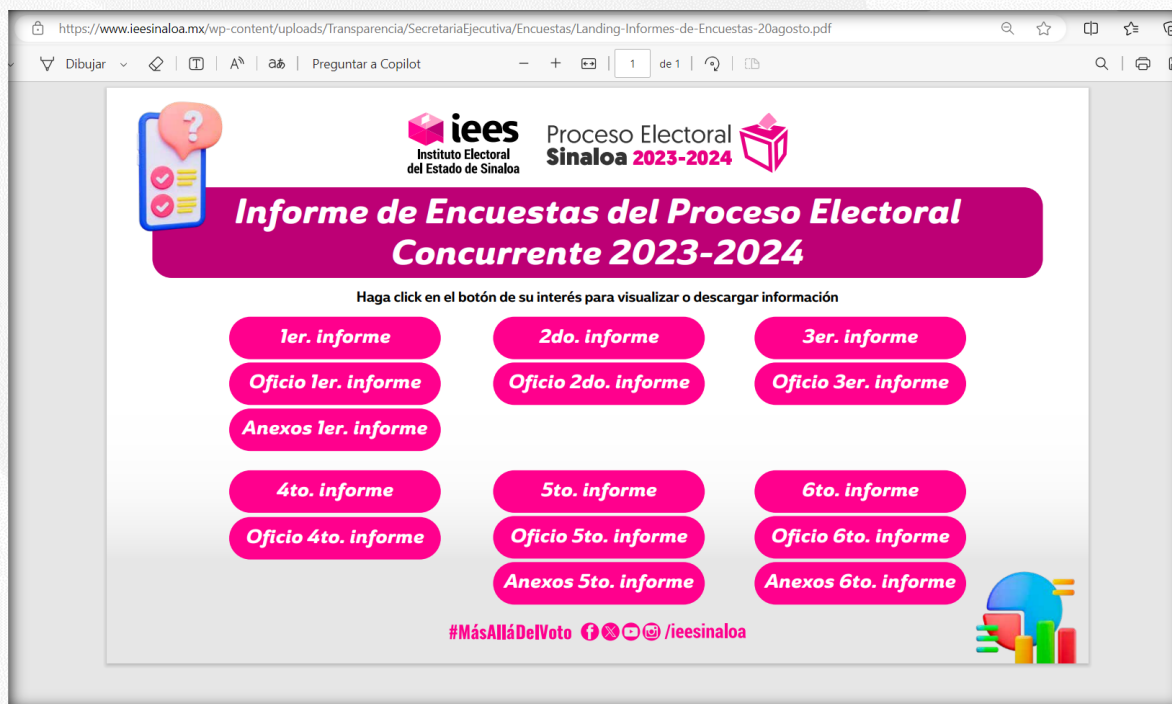 https://www.ieesinaloa.mx/wp-content/uploads/Transparencia/SecretariaEjecutiva/Encuestas/Landing-Informes-de-Encuestas-20agosto.pdf
Dibujar Preguntar a Copilot 1 de 1
iees
Instituto Electoral
del Estado de Sinaloa
Proceso Electoral
Sinaloa 2023-2024
Informe de Encuestas del Proceso Electoral
Concurrente 2023-2024
Haga click en el botón de su interés para visualizar o descargar información
1er. informe 2do. informe 3er. informe
Oficio 1er. informe Oficio 2do. informe Oficio 3er. informe
Anexos 1er. informe
4to. informe 5to. informe 6to. informe
Oficio 4to. informe Oficio 5to. informe Oficio 6to. informe
Anexos 5to. informe Anexos 6to. informe
#MásAlláDelVoto /ieesinaloa